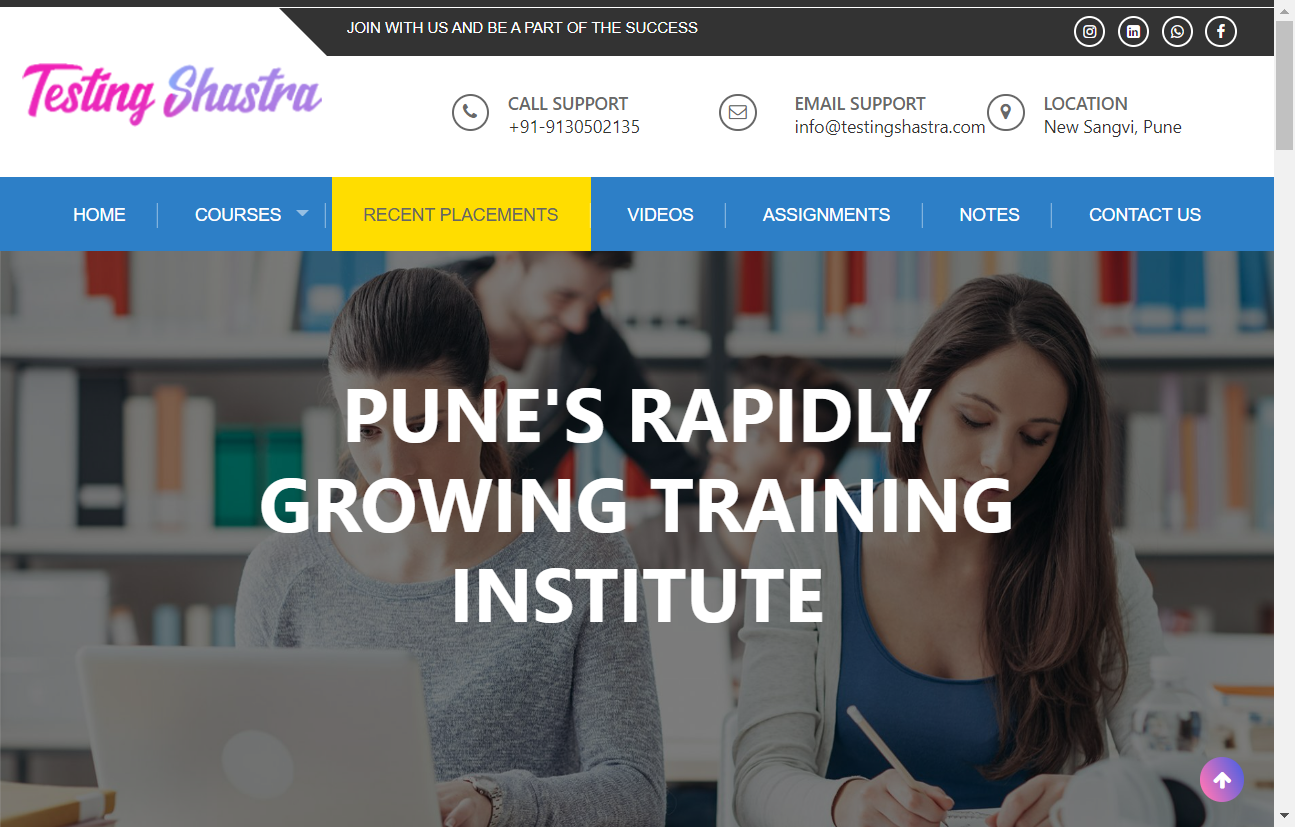 JOIN WITH US AND BE A PART OF THE SUCCESS
Testing Shastra
CALL SUPPORT
+91-9130502135
EMAIL SUPPORT
info@testingshastra.com
LOCATION
New Sangvi, Pune
HOME
COURSES
RECENT PLACEMENTS
VIDEOS
ASSIGNMENTS
NOTES
CONTACT US
PUNE'S RAPIDLY
GROWING TRAINING
INSTITUTE